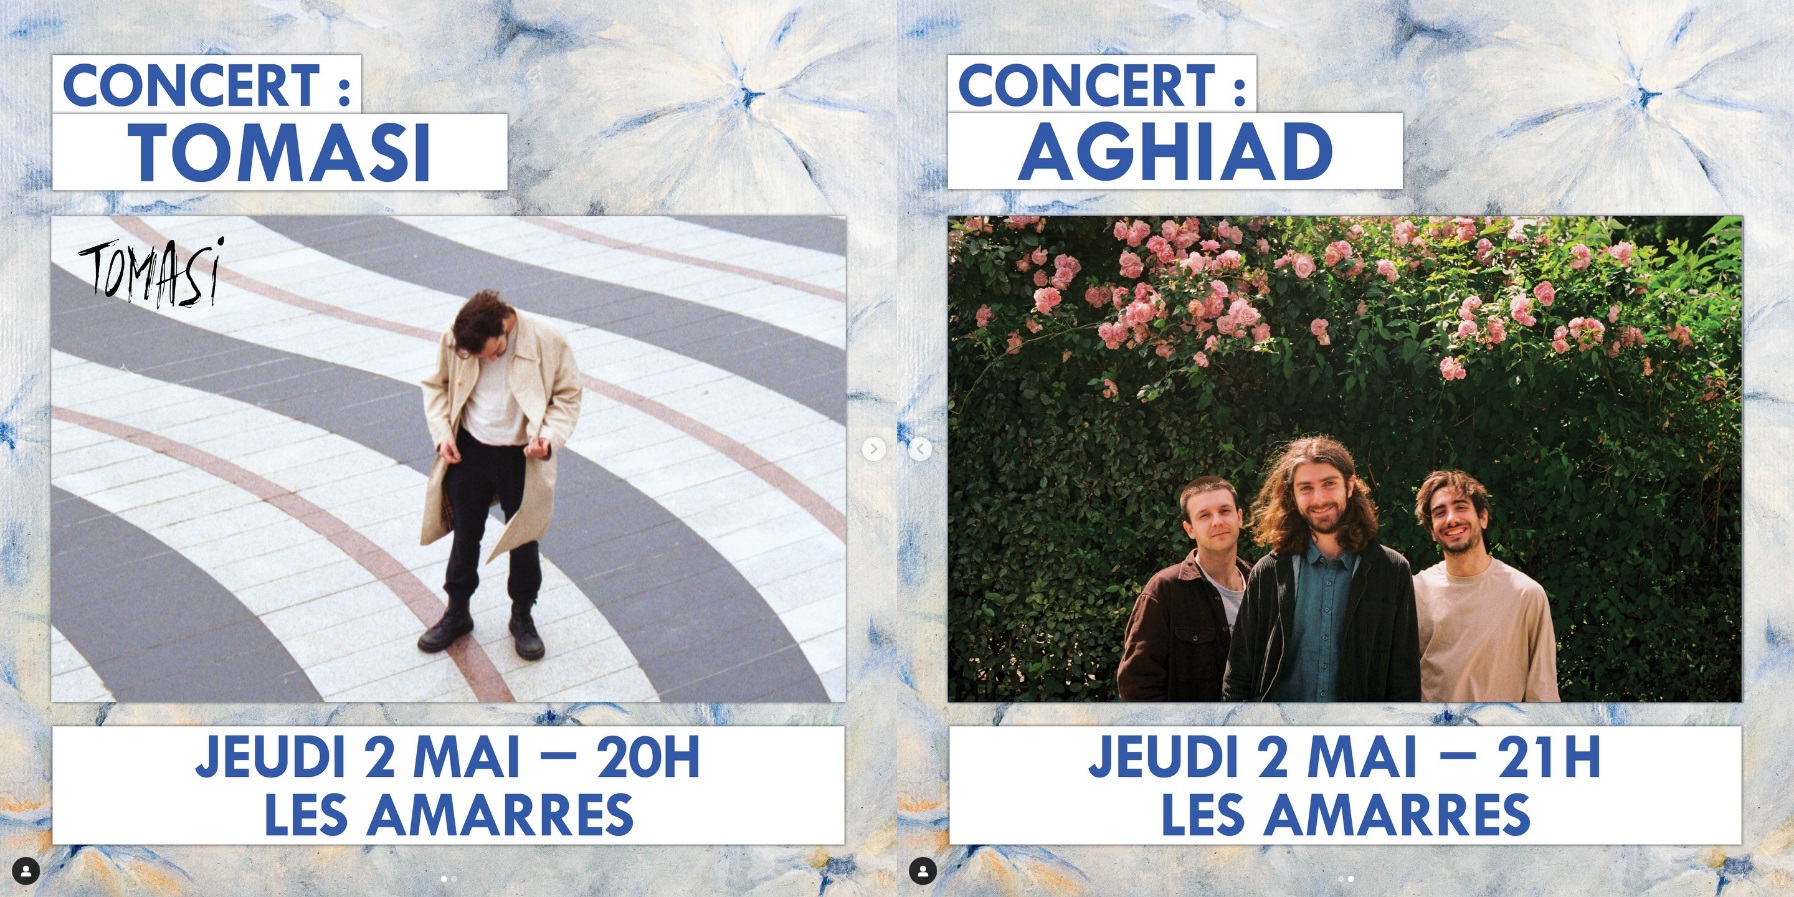 CONCERT :
TOMASI
TOMASi
JEUDI 2 MAI – 20H
LES AMARRES
CONCERT :
AGHIAD
JEUDI 2 MAI – 21H
LES AMARRES